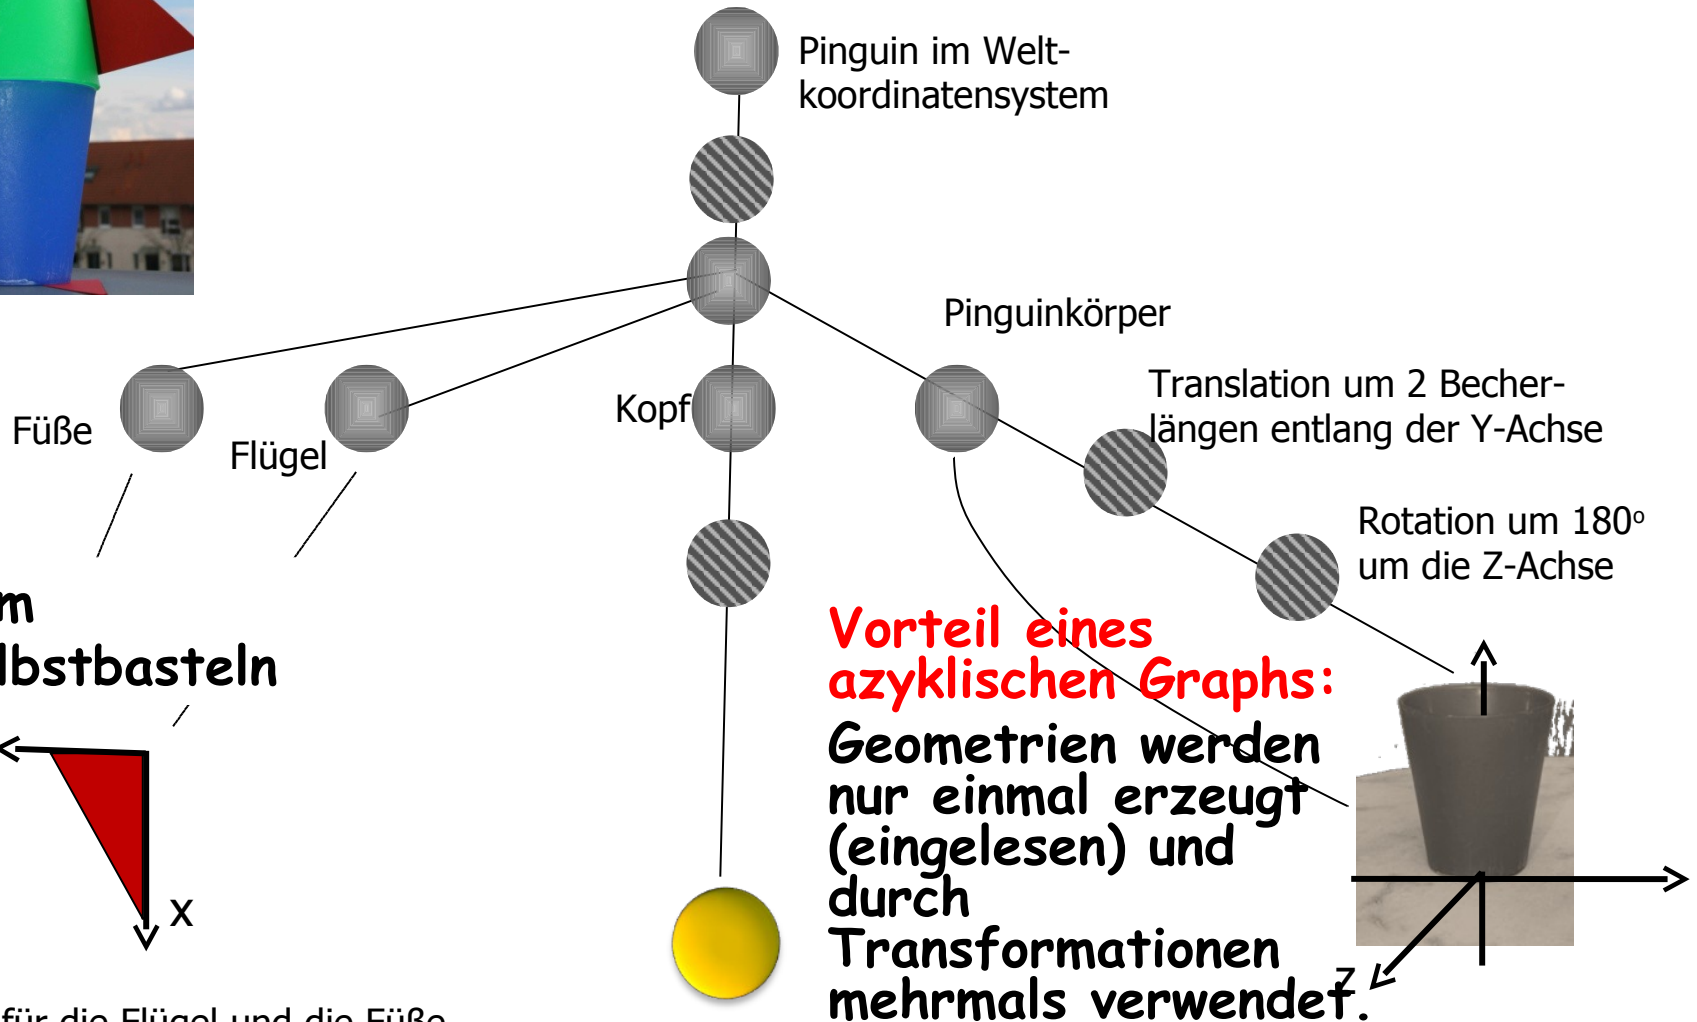 Pinguin im Welt-
koordinatensystem
Pinguinkörper
Translation um 2 Becher-
längen entlang der Y-Achse
Kopf
Füße
Flügel
Rotation um 180°
um die Z-Achse
m
lbstbasteln
Vorteil eines
azyklischen Graphs:
Geometrien werden
nur einmal erzeugt
(eingelesen) und
durch
Transformationen
mehrmals verwendet.
x
z
für die Flügel und die Füße